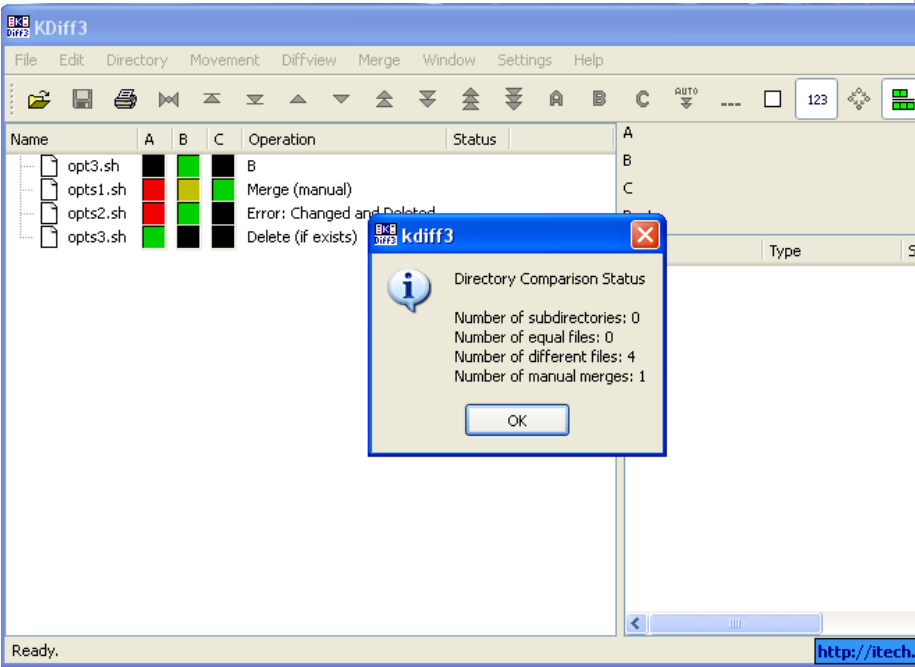 KDiff3
File Edit Directory Movement Diffview Merge Window Settings Help
A B C AUTO 123
Name A B C Operation Status
opt3.sh B
opts1.sh Merge (manual)
opts2.sh Error: Changed and Deleted
opts3.sh Delete (if exists)
A
B
C
Type S
kdiff3
Directory Comparison Status
Number of subdirectories: 0
Number of equal files: 0
Number of different files: 4
Number of manual merges: 1
OK
Ready.
http://itech.